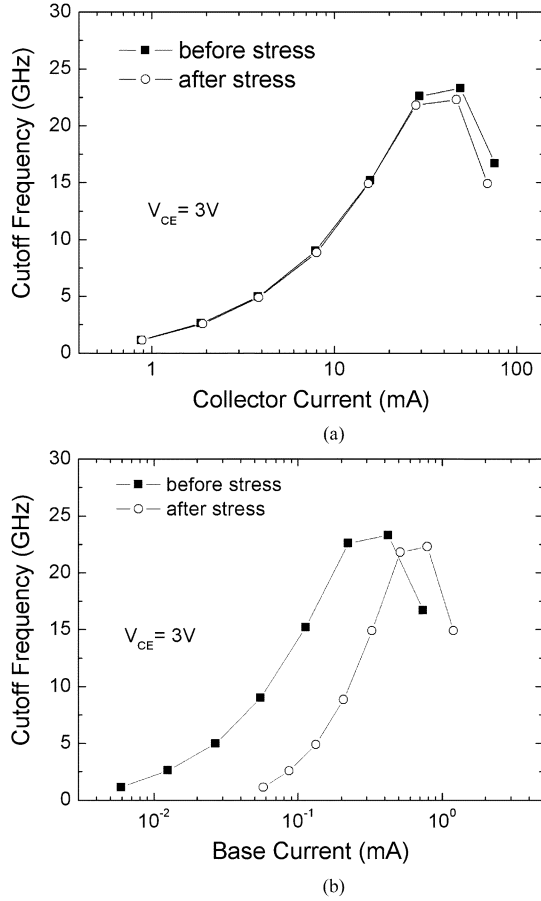 30
25
20
15
10
5
0
Cutoff Frequency (GHz)
before stress
after stress
V_CE = 3V
1
10
100
Collector Current (mA)
(a)
30
25
20
15
10
5
0
Cutoff Frequency (GHz)
before stress
after stress
V_CE = 3V
10^-2
10^-1
10^0
Base Current (mA)
(b)